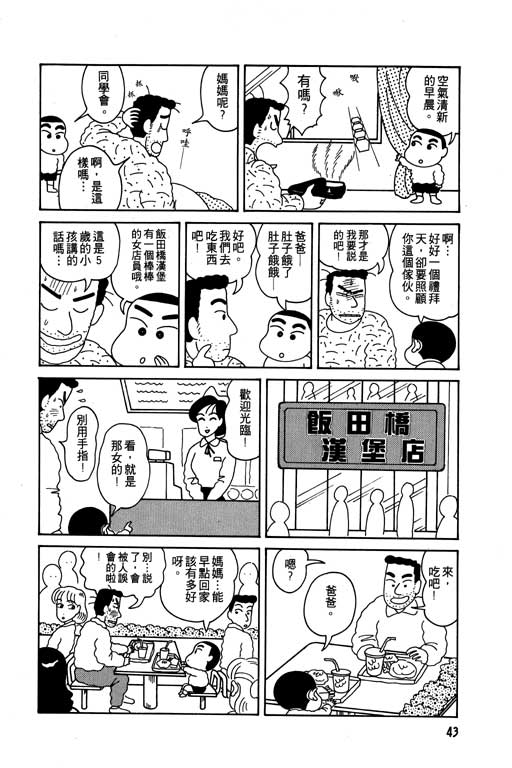 空氣清新
的早晨。
啾
啾
有嗎？
媽媽呢？
呼哇
抓
抓
同學會。
啊，是這
樣嗎…
啊…
好好一個禮拜
天，卻要照顧
你這個傢伙。
那才是
我要說
的吧！
爸爸─
肚子餓了
肚子餓餓─
好吧。
我們去
吃東西
吧！
飯田橋漢堡
有一個棒棒
的女店員哦。
這是5
歲的小
孩講的
話嗎…
飯田橋
漢堡店
歡迎光臨！
看，就是
那女的！
別用手指！
來，
吃吧！
爸爸。
嗯？
媽媽…能
早點回家
該有多好
呀。
別…說
了，會
被人誤
會的啦！
43